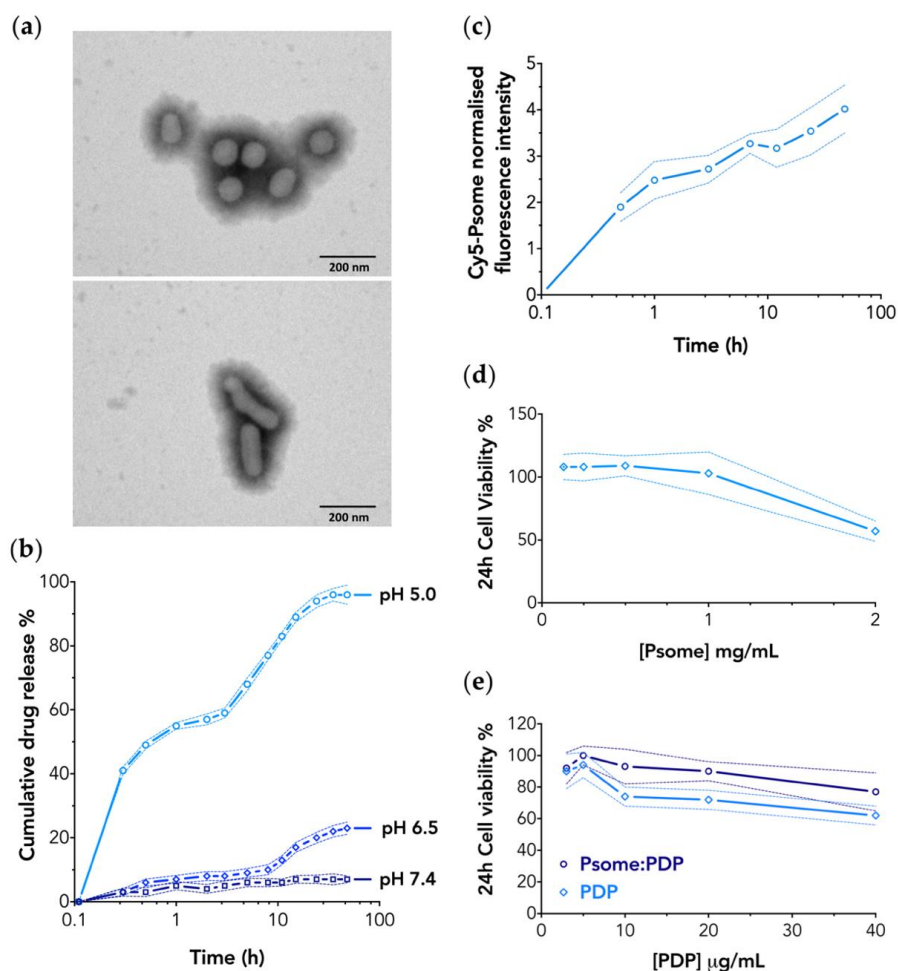 (a)
200 nm
200 nm
(b)
Cumulative drug release %
100
80
60
40
20
0
0.1
1
10
100
Time (h)
pH 5.0
pH 6.5
pH 7.4
(c)
Cy5-Psome normalised
fluorescence intensity
5
4
3
2
1
0
0.1
1
10
100
Time (h)
(d)
24h Cell Viability %
150
100
50
0
0
1
2
[Psome] mg/mL
(e)
24h Cell viability %
120
100
80
60
40
20
0
Psome:PDP
PDP
0
10
20
30
40
[PDP] µg/mL